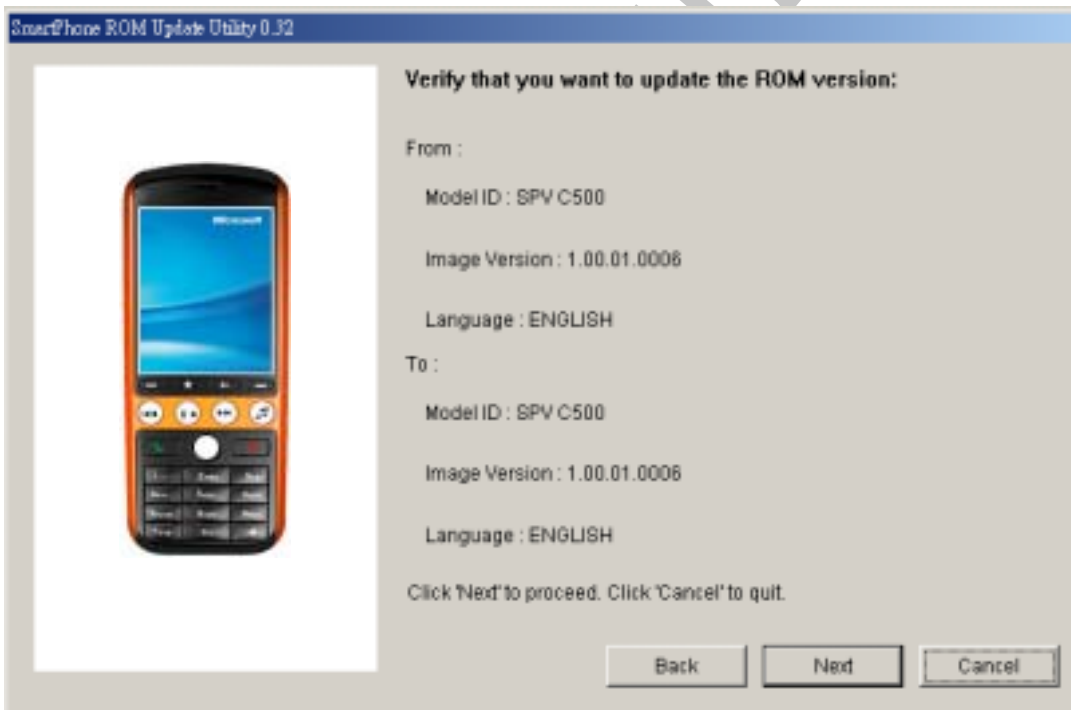 SmartPhone ROM Update Utility 0.32
Verify that you want to update the ROM version:
From :
Model ID : SPV C500
Image Version : 1.00.01.0006
Language : ENGLISH
To :
Model ID : SPV C500
Image Version : 1.00.01.0006
Language : ENGLISH
Click 'Next' to proceed. Click 'Cancel' to quit.
Back Next Cancel